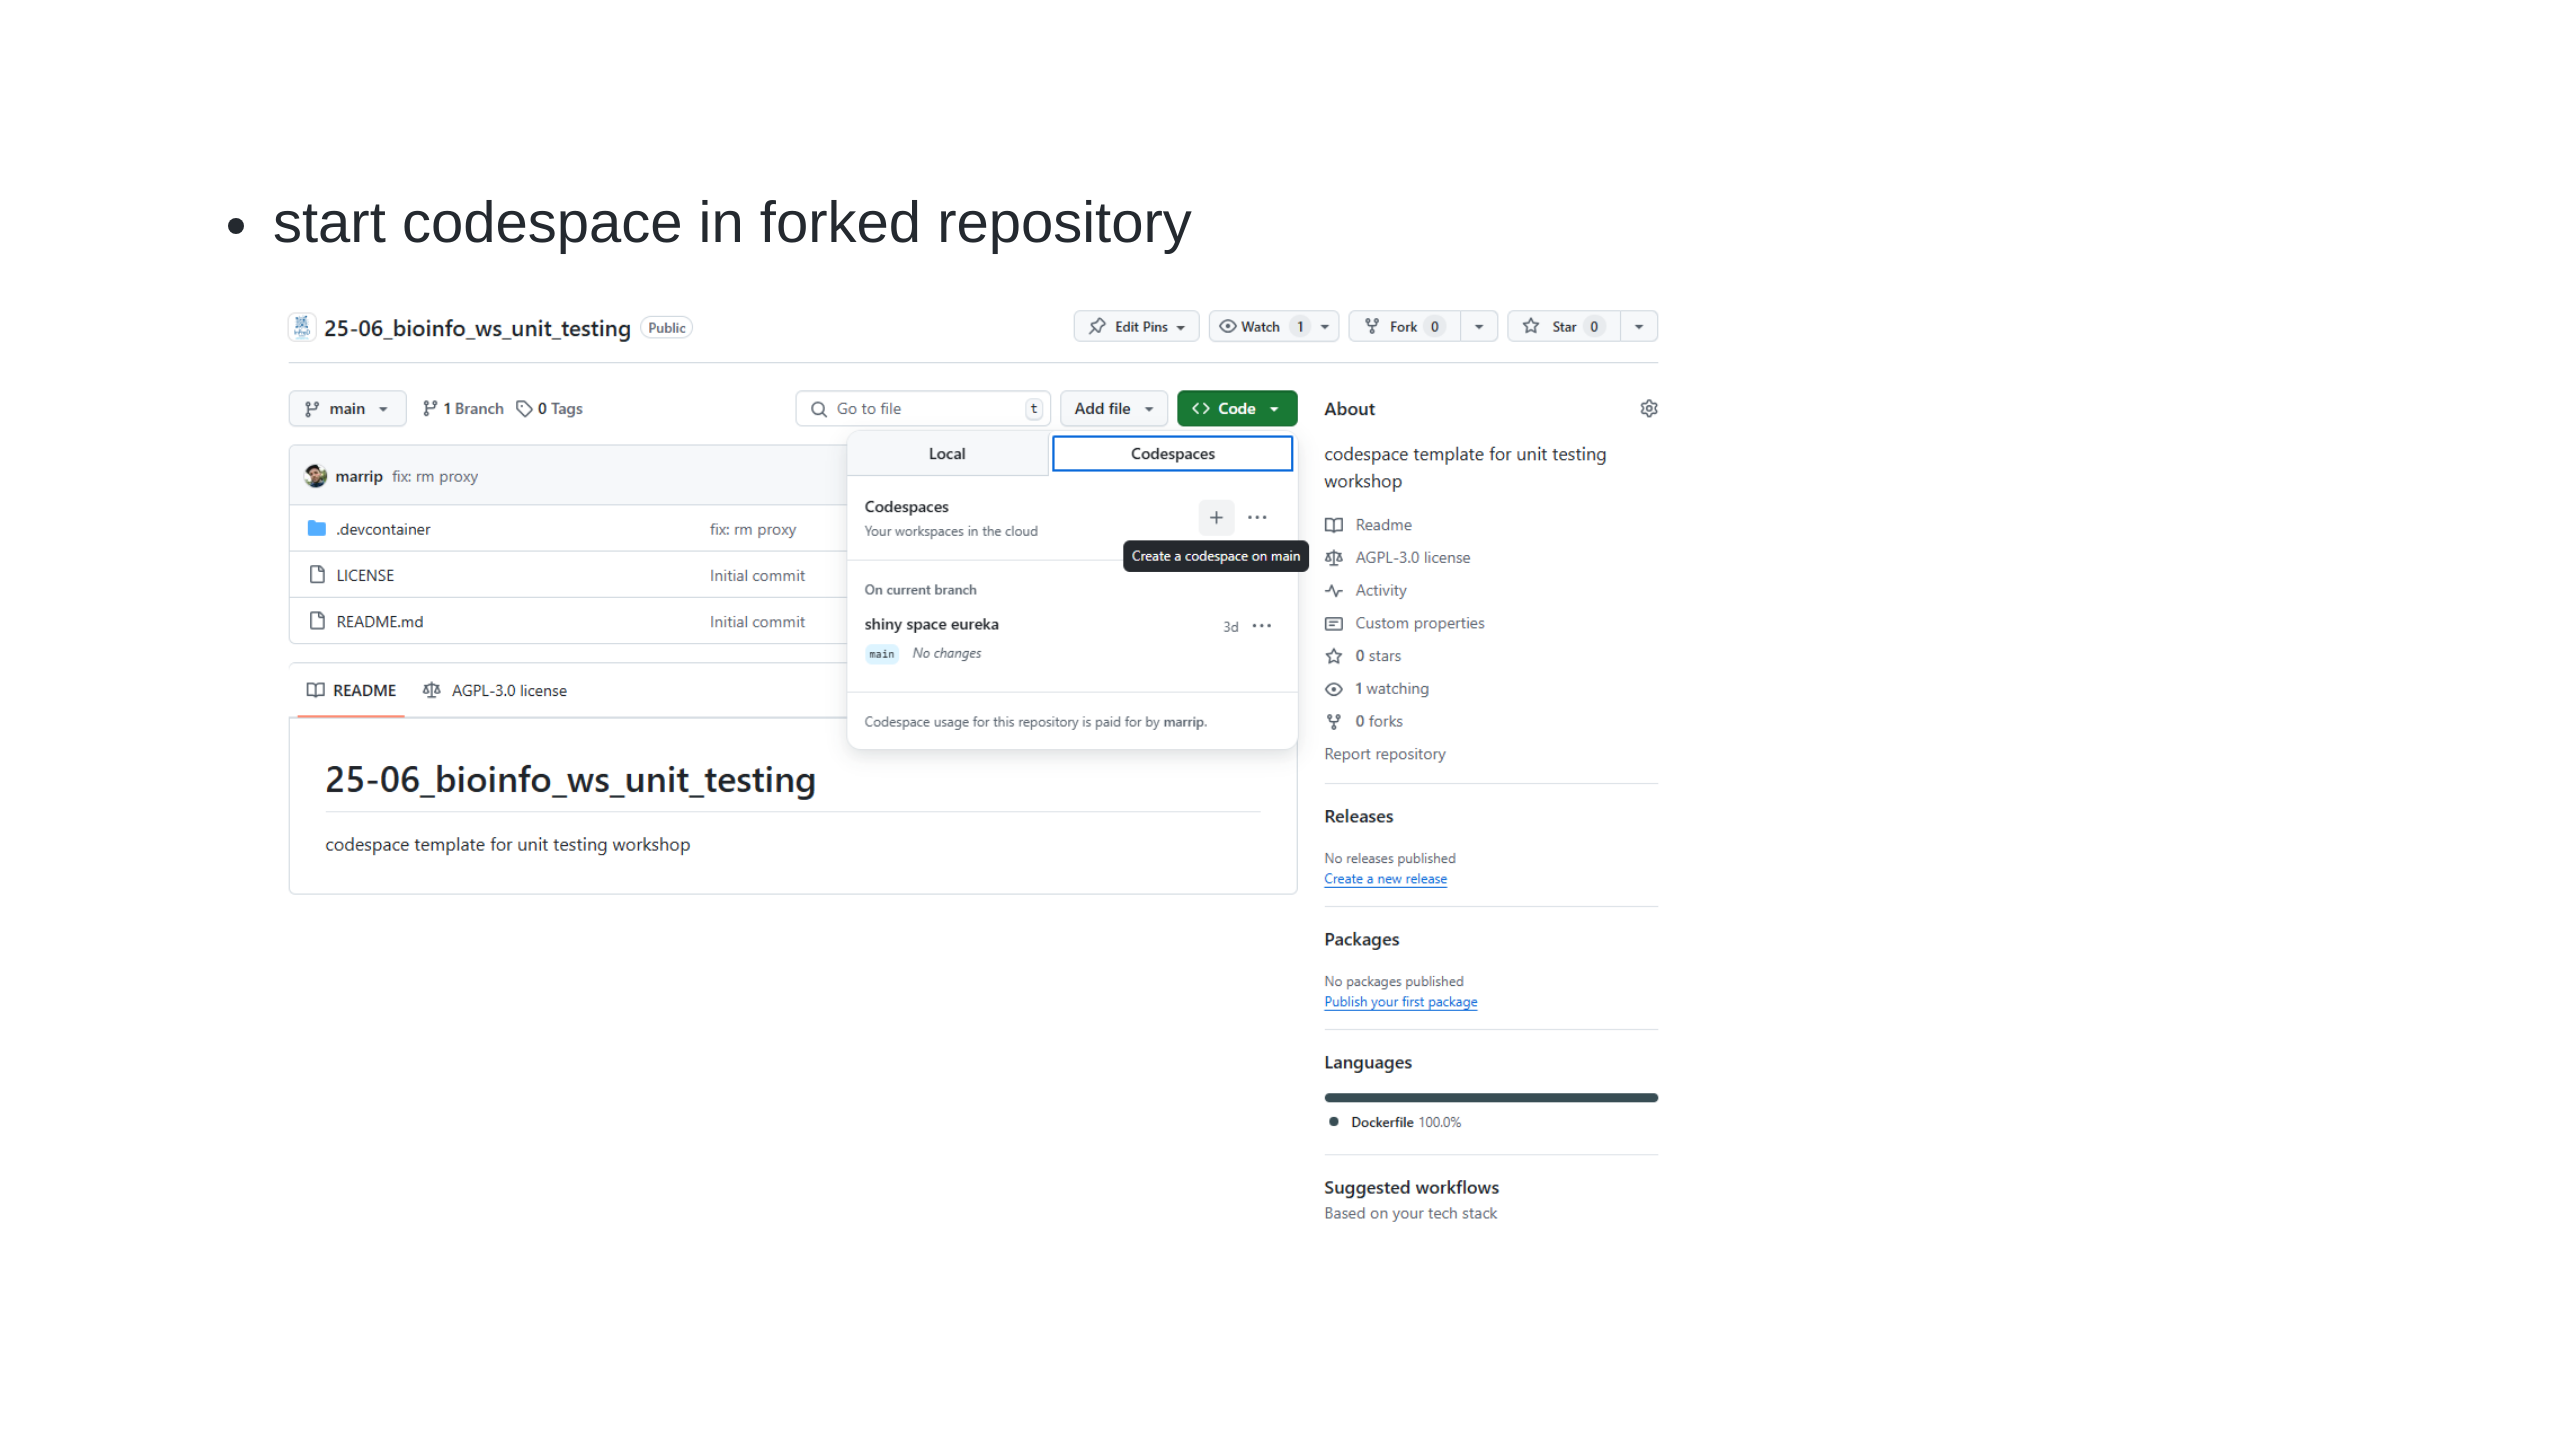 start codespace in forked repository
25-06_bioinfo_ws_unit_testing Public
Edit Pins Watch 1 Fork 0 Star 0
main 1 Branch 0 Tags Go to file t Add file Code
Local Codespaces
Codespaces
Your workspaces in the cloud
Create a codespace on main
On current branch
shiny space eureka 3d
main No changes
Codespace usage for this repository is paid for by marrip.
marrip fix: rm proxy
.devcontainer fix: rm proxy
LICENSE Initial commit
README.md Initial commit
README AGPL-3.0 license
25-06_bioinfo_ws_unit_testing
codespace template for unit testing workshop
About
codespace template for unit testing
workshop
Readme
AGPL-3.0 license
Activity
Custom properties
0 stars
1 watching
0 forks
Report repository
Releases
No releases published
Create a new release
Packages
No packages published
Publish your first package
Languages
Dockerfile 100.0%
Suggested workflows
Based on your tech stack